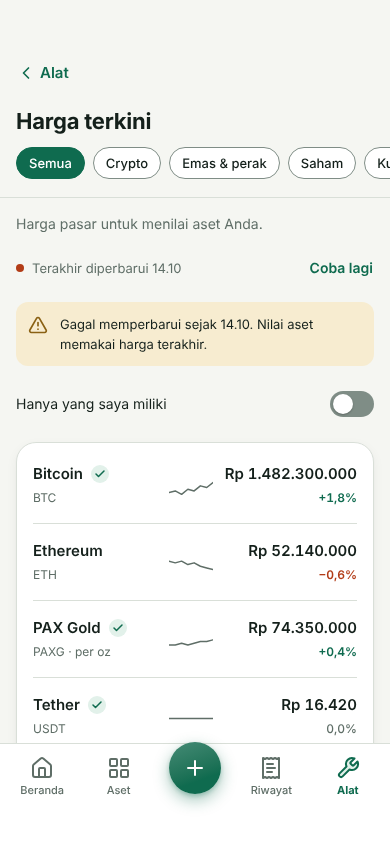 Alat
Harga terkini
Semua
Crypto
Emas & perak
Saham
Harga pasar untuk menilai aset Anda.
Terakhir diperbarui 14.10
Coba lagi
Gagal memperbarui sejak 14.10. Nilai aset
memakai harga terakhir.
Hanya yang saya miliki
Bitcoin
Rp 1.482.300.000
BTC
+1,8%
Ethereum
Rp 52.140.000
ETH
−0,6%
PAX Gold
Rp 74.350.000
PAXG · per oz
+0,4%
Tether
Rp 16.420
USDT
0,0%
Beranda
Aset
Riwayat
Alat